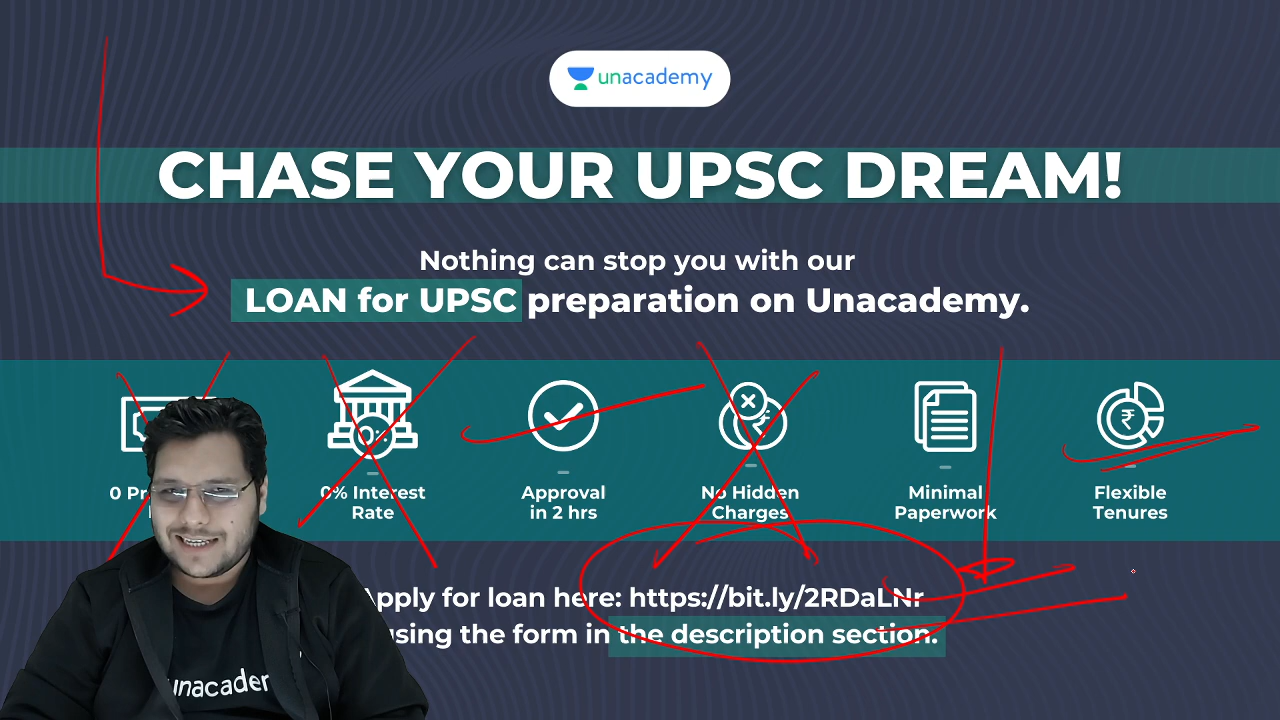 unacademy
CHASE YOUR UPSC DREAM!
Nothing can stop you with our
LOAN for UPSC preparation on Unacademy.
0
0% Interest
Rate
Approval
in 2 hrs
No Hidden
Charges
Minimal
Paperwork
Flexible
Tenures
Apply for loan here: https://bit.ly/2RDaLNr
using the form in the description section.
unacade